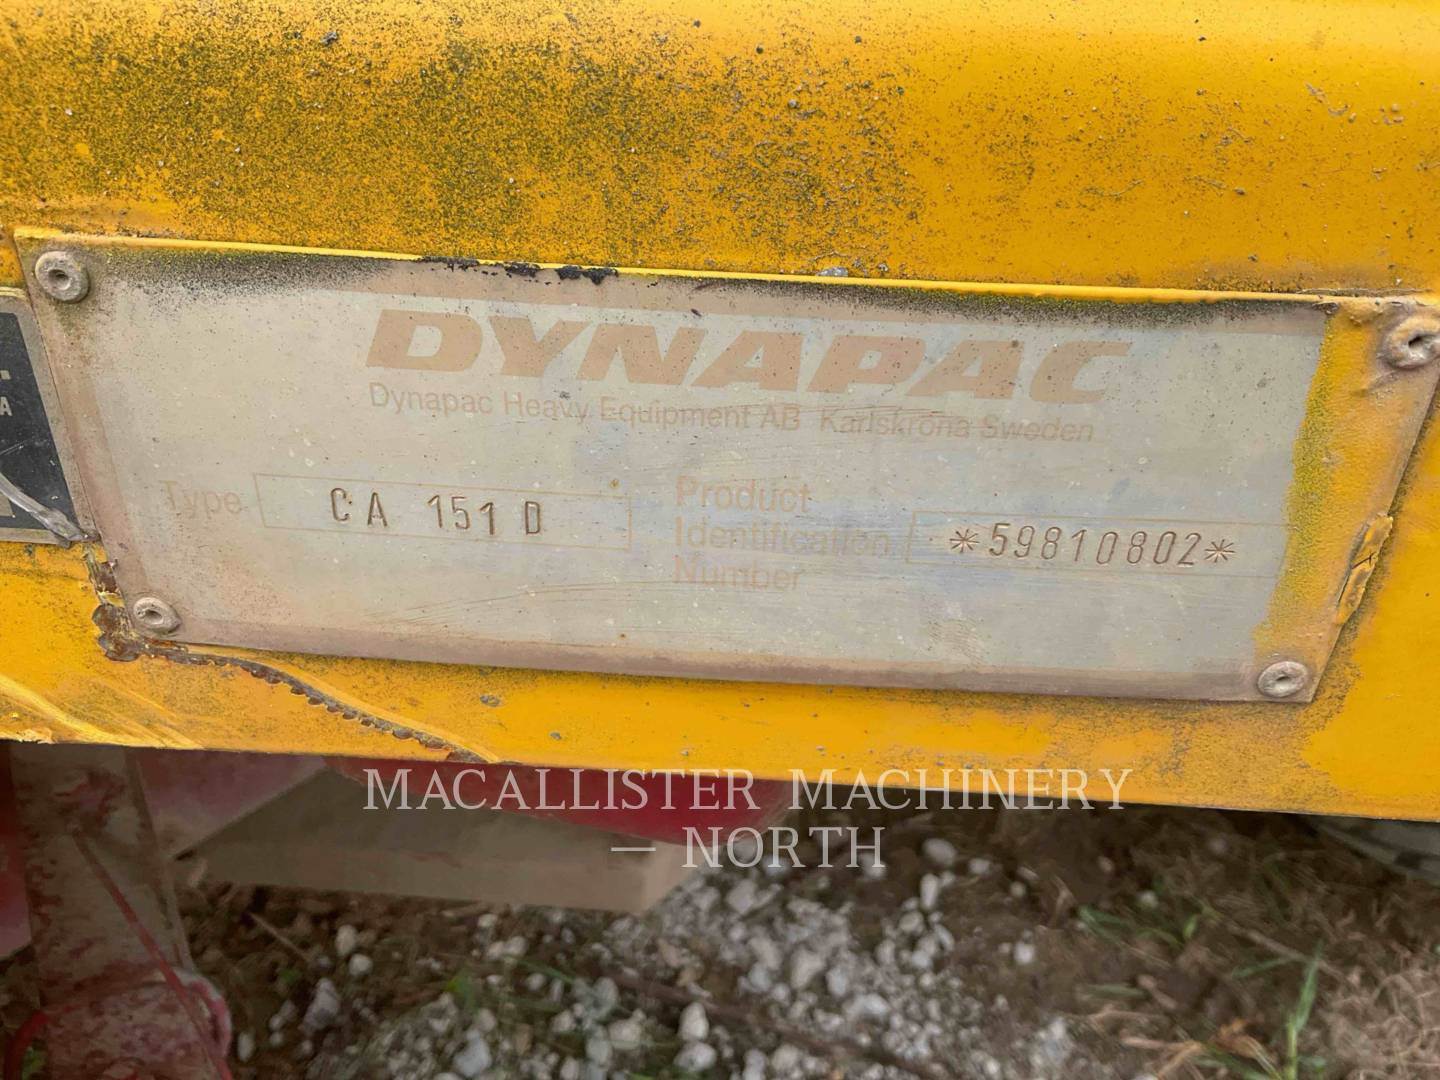 DYNAPAC
Dynapac Heavy Equipment AB Karlskrona Sweden
Type CA 151 D
Product
Identification
Number
*59810802*
A
MACALLISTER MACHINERY
— NORTH